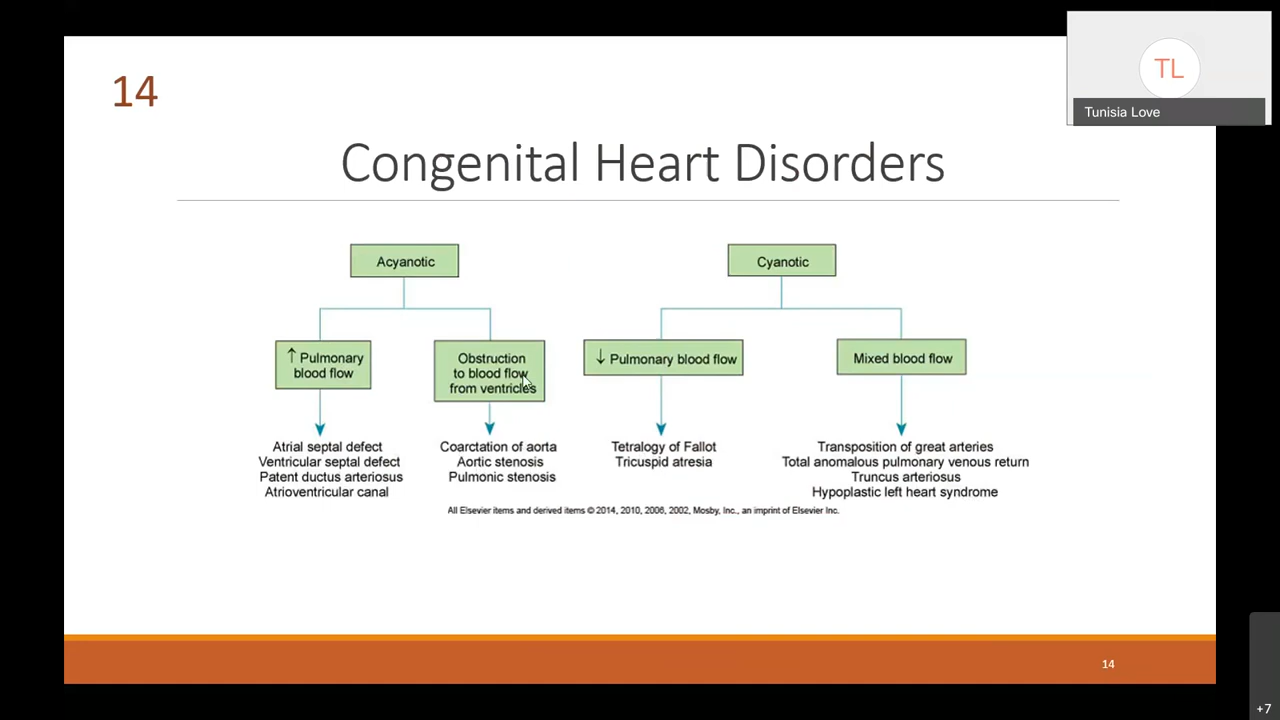 14
TL
Tunisia Love
Congenital Heart Disorders
Acyanotic
Cyanotic
↑ Pulmonary
blood flow
Obstruction
to blood flow
from ventricles
↓ Pulmonary blood flow
Mixed blood flow
Atrial septal defect
Ventricular septal defect
Patent ductus arteriosus
Atrioventricular canal
Coarctation of aorta
Aortic stenosis
Pulmonic stenosis
Tetralogy of Fallot
Tricuspid atresia
Transposition of great arteries
Total anomalous pulmonary venous return
Truncus arteriosus
Hypoplastic left heart syndrome
All Elsevier items and derived items © 2014, 2010, 2006, 2002, Mosby, Inc., an imprint of Elsevier Inc.
14
+7